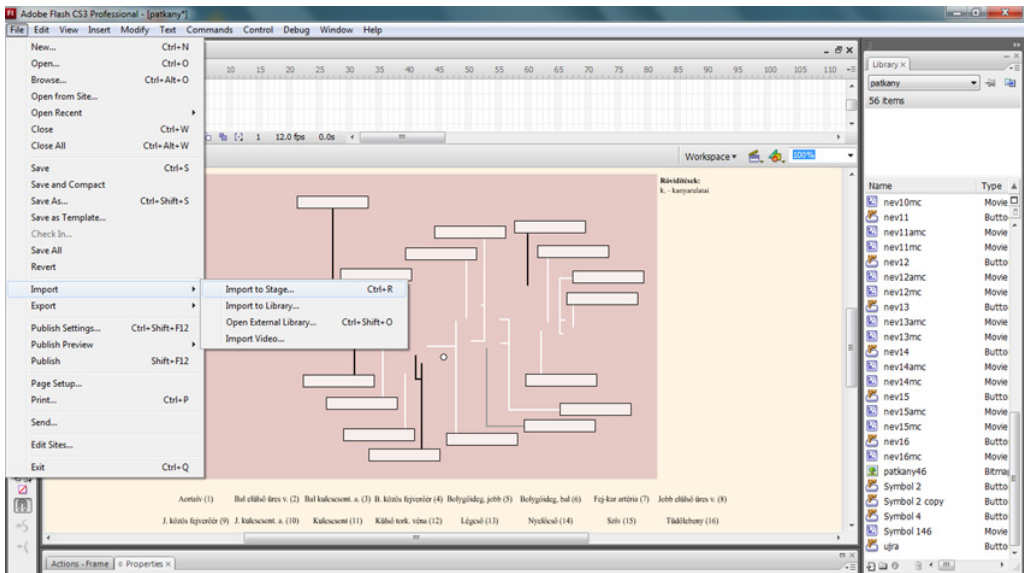 Adobe Flash CS3 Professional - [patkany*]
File Edit View Insert Modify Text Commands Control Debug Window Help
New... Ctrl+N
Open... Ctrl+O
Browse... Ctrl+Alt+O
Open from Site...
Open Recent
Close Ctrl+W
Close All Ctrl+Alt+W
Save Ctrl+S
Save and Compact
Save As... Ctrl+Shift+S
Save as Template...
Check In...
Save All
Revert
Import
Export
Publish Settings... Ctrl+Shift+F12
Publish Preview
Publish Shift+F12
Page Setup...
Print... Ctrl+P
Send...
Edit Sites...
Exit Ctrl+Q
Import to Stage... Ctrl+R
Import to Library...
Open External Library... Ctrl+Shift+O
Import Video...
10 15 20 25 30 35 40 45 50 55 60 65 70 75 80 85 90 95 100 105 110
1 12.0 fps 0.0s
Workspace 100%
Rövidítések:
k. - kanyarulatai
Aortaív (1) Bal elülső üres v. (2) Bal kulcscsont. a. (3) B. közös fejverőér (4) Bolygóideg, jobb (5) Bolygóideg, bal (6) Fej-kar artéria (7) Jobb elülső üres v. (8)
J. közös fejverőér (9) J. kulcscsont. a. (10) Kulcscsont (11) Külső tork. véna (12) Légcső (13) Nyelőcső (14) Szív (15) Tüdőlebeny (16)
Actions - Frame Properties
Library
patkany
56 items
Name Type
nev10mc Movie
nev11 Butto
nev11amc Movie
nev11mc Movie
nev12 Butto
nev12amc Movie
nev12mc Movie
nev13 Butto
nev13amc Movie
nev13mc Movie
nev14 Butto
nev14amc Movie
nev14mc Movie
nev15 Butto
nev15amc Movie
nev15mc Movie
nev16 Butto
nev16mc Movie
patkany46 Bitmap
Symbol 2 Butto
Symbol 2 copy Butto
Symbol 4 Butto
Symbol 146 Movie
ujra Butto